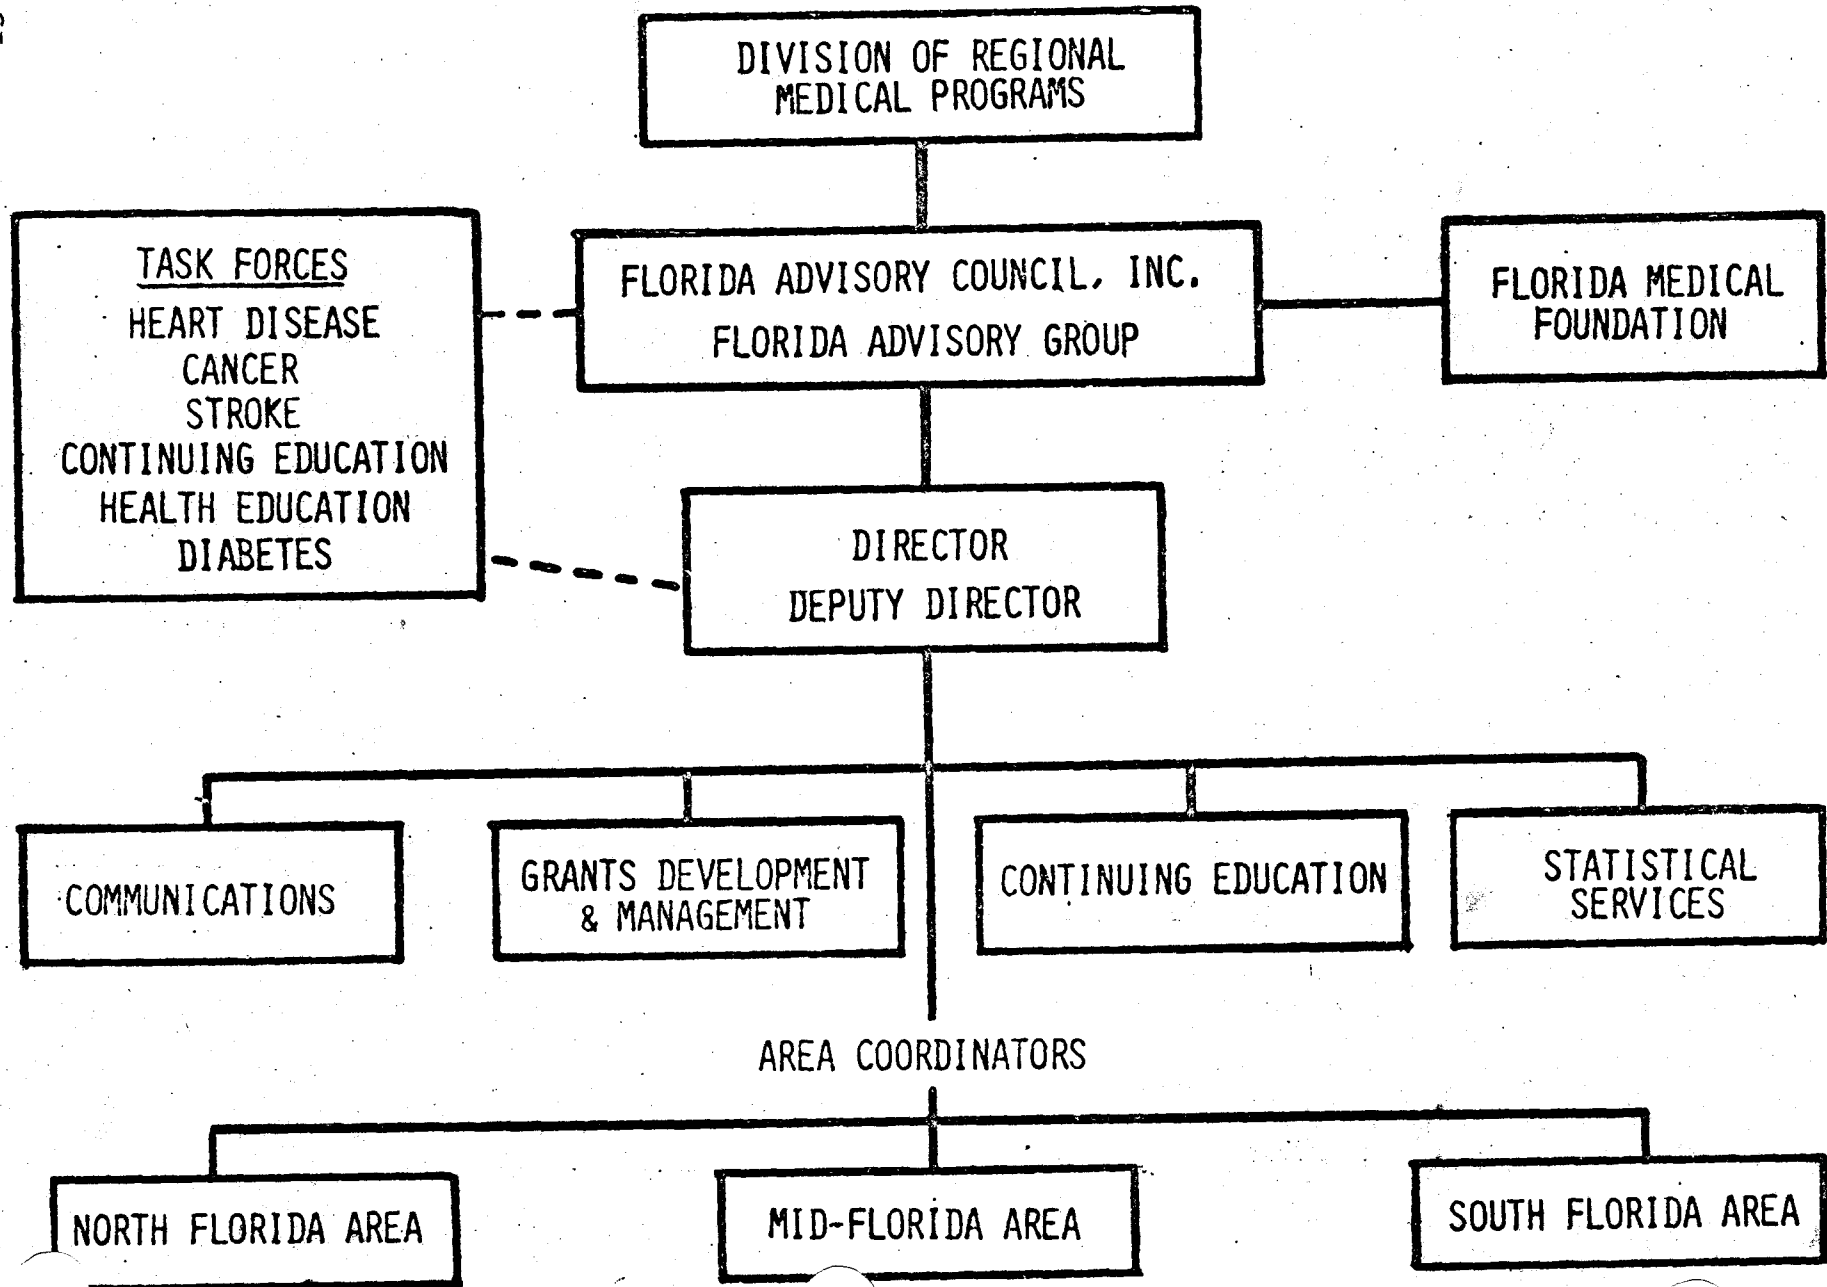 DIVISION OF REGIONAL
MEDICAL PROGRAMS
TASK FORCES
HEART DISEASE
CANCER
STROKE
CONTINUING EDUCATION
HEALTH EDUCATION
DIABETES
FLORIDA ADVISORY COUNCIL, INC.
FLORIDA ADVISORY GROUP
FLORIDA MEDICAL
FOUNDATION
DIRECTOR
DEPUTY DIRECTOR
COMMUNICATIONS
GRANTS DEVELOPMENT
& MANAGEMENT
CONTINUING EDUCATION
STATISTICAL
SERVICES
AREA COORDINATORS
NORTH FLORIDA AREA
MID-FLORIDA AREA
SOUTH FLORIDA AREA